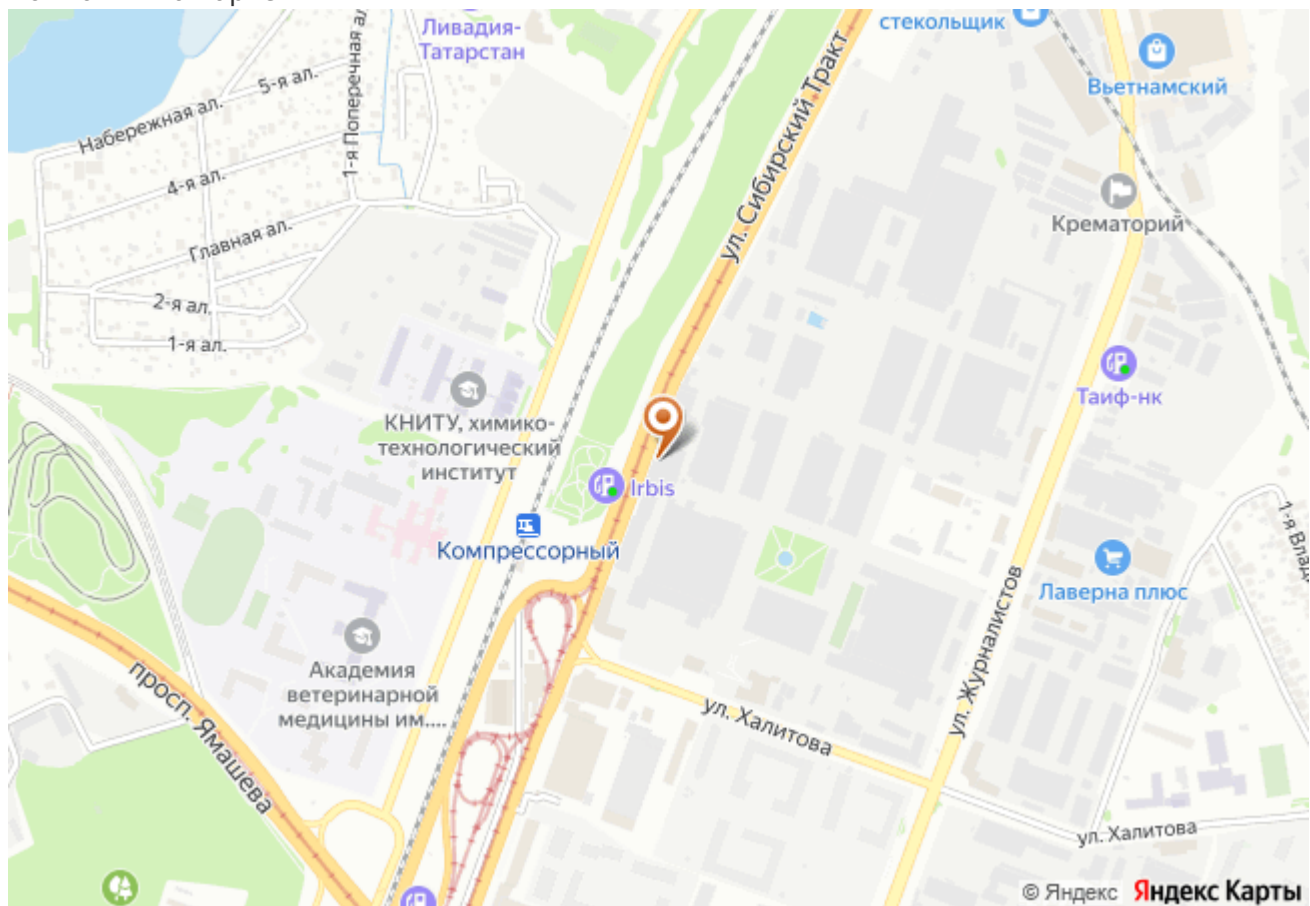 Ливадия-
Татарстан
стекольщик
Вьетнамский
5-я ал.
Набережная ал.
1-я Поперечная ал.
4-я ал.
ул. Сибирский Тракт
Крематорий
Главная ал.
2-я ал.
1-я ал.
Таиф-нк
КНИТУ, химико-
технологический
институт
Irbis
Компрессорный
1-я Влад
Лаверна плюс
ул. Журналистов
Академия
ветеринарной
медицины им....
просп. Ямашева
ул. Халитова
ул. Халитова
© Яндекс Яндекс Карты